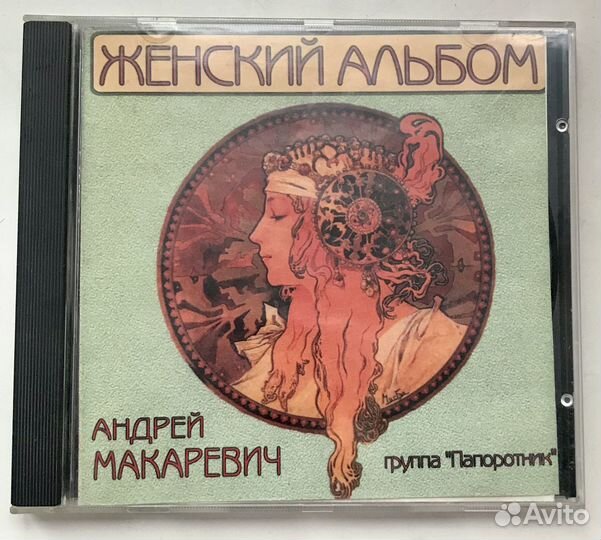 ЖЕНСКИЙ АЛЬБОМ
АНДРЕЙ
МАКАРЕВИЧ
группа "Папоротник"
Avito